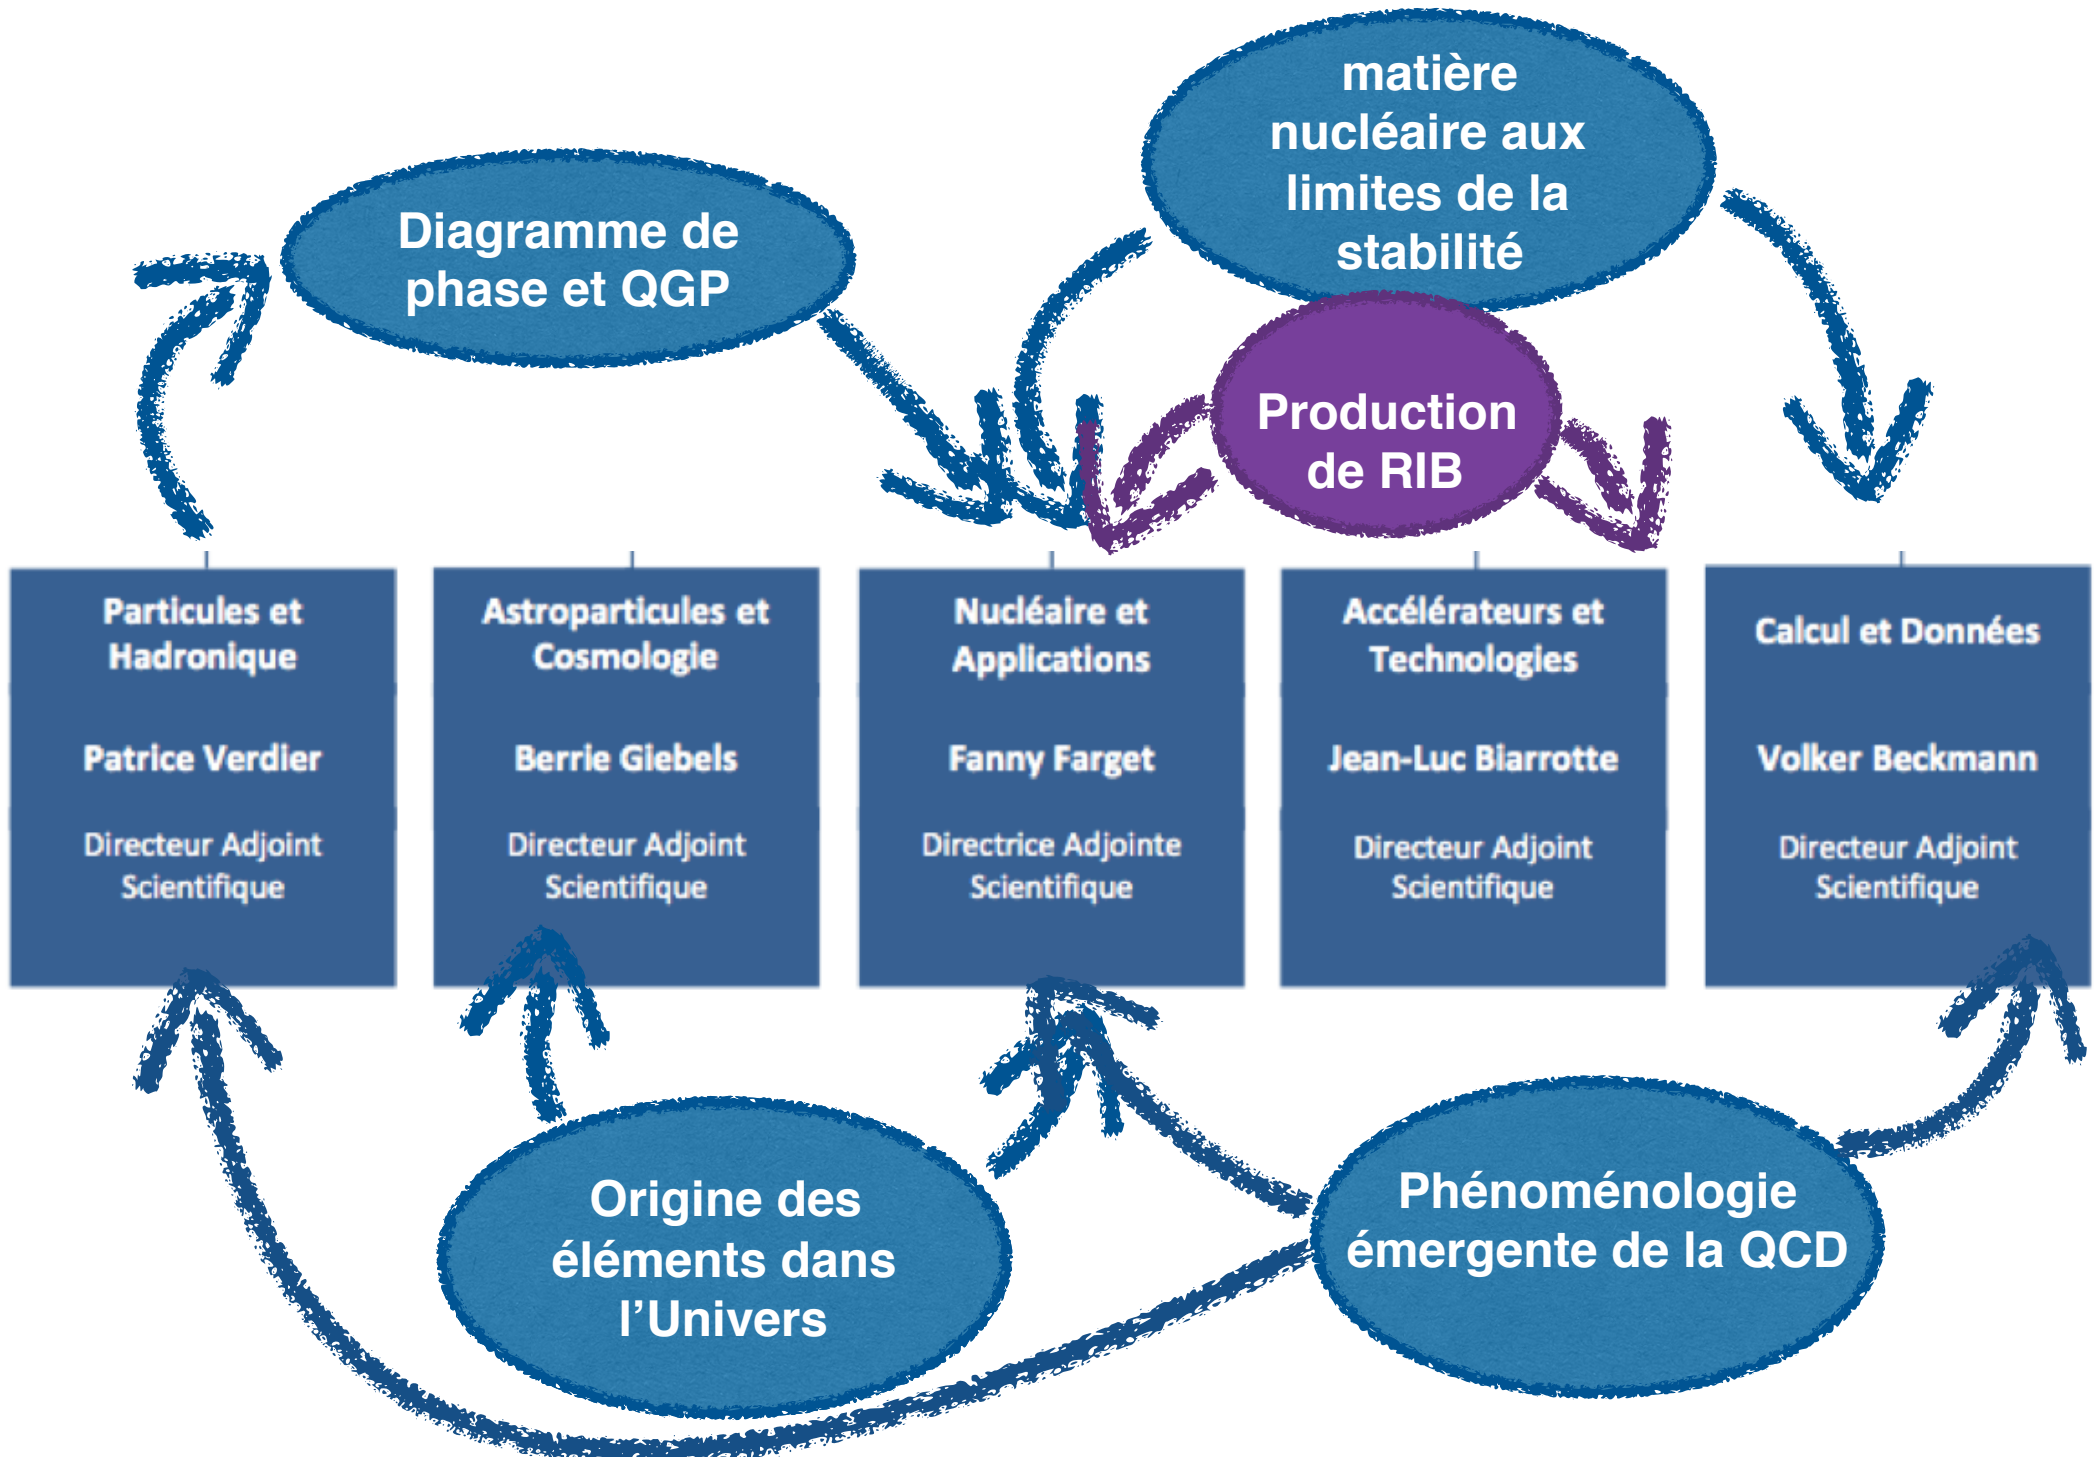 matière
nucléaire aux
limites de la
stabilité
Diagramme de
phase et QGP
Production
de RIB
Particules et
Hadronique
Patrice Verdier
Directeur Adjoint
Scientifique
Astroparticules et
Cosmologie
Berrie Giebels
Directeur Adjoint
Scientifique
Nucléaire et
Applications
Fanny Farget
Directrice Adjointe
Scientifique
Accélérateurs et
Technologies
Jean-Luc Biarrotte
Directeur Adjoint
Scientifique
Calcul et Données
Volker Beckmann
Directeur Adjoint
Scientifique
Origine des
éléments dans
l’Univers
Phénoménologie
émergente de la QCD